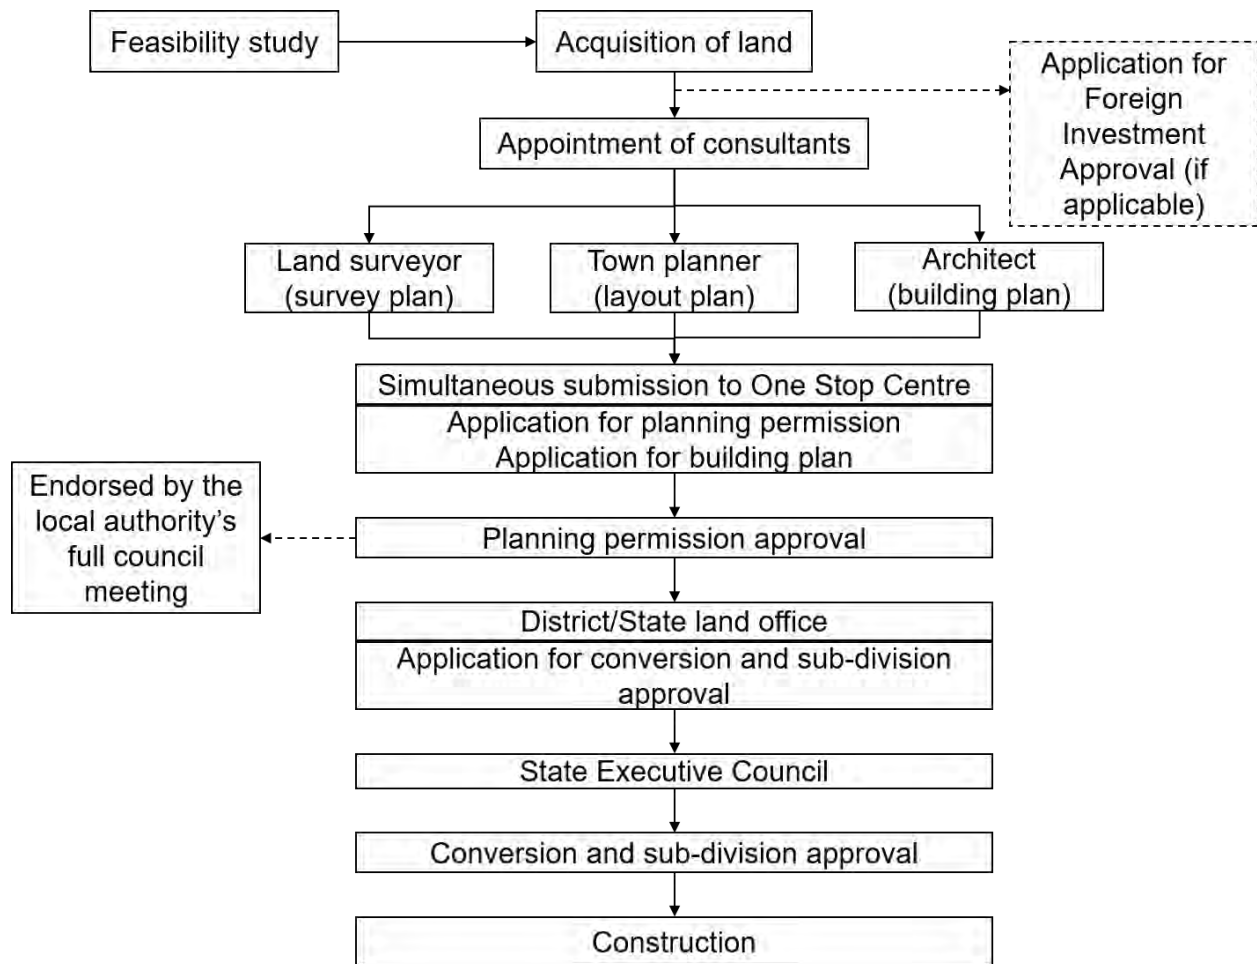 Feasibility study
Acquisition of land
Application for
Foreign
Investment
Approval (if
applicable)
Appointment of consultants
Land surveyor
(survey plan)
Town planner
(layout plan)
Architect
(building plan)
Simultaneous submission to One Stop Centre
Application for planning permission
Application for building plan
Endorsed by the
local authority's
full council
meeting
Planning permission approval
District/State land office
Application for conversion and sub-division
approval
State Executive Council
Conversion and sub-division approval
Construction